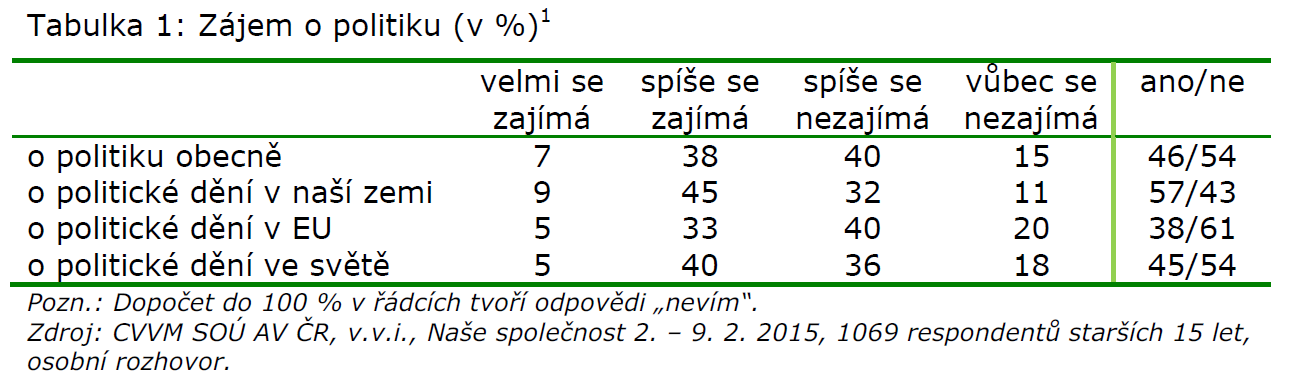 Tabulka 1: Zájem o politiku (v %)¹
velmi se spíše se spíše se vůbec se ano/ne
zajímá zajímá nezajímá nezajímá
o politiku obecně 7 38 40 15 46/54
o politické dění v naší zemi 9 45 32 11 57/43
o politické dění v EU 5 33 40 20 38/61
o politické dění ve světě 5 40 36 18 45/54
Pozn.: Dopočet do 100 % v řádcích tvoří odpovědi „nevím“.
Zdroj: CVVM SOÚ AV ČR, v.v.i., Naše společnost 2. – 9. 2. 2015, 1069 respondentů starších 15 let,
osobní rozhovor.